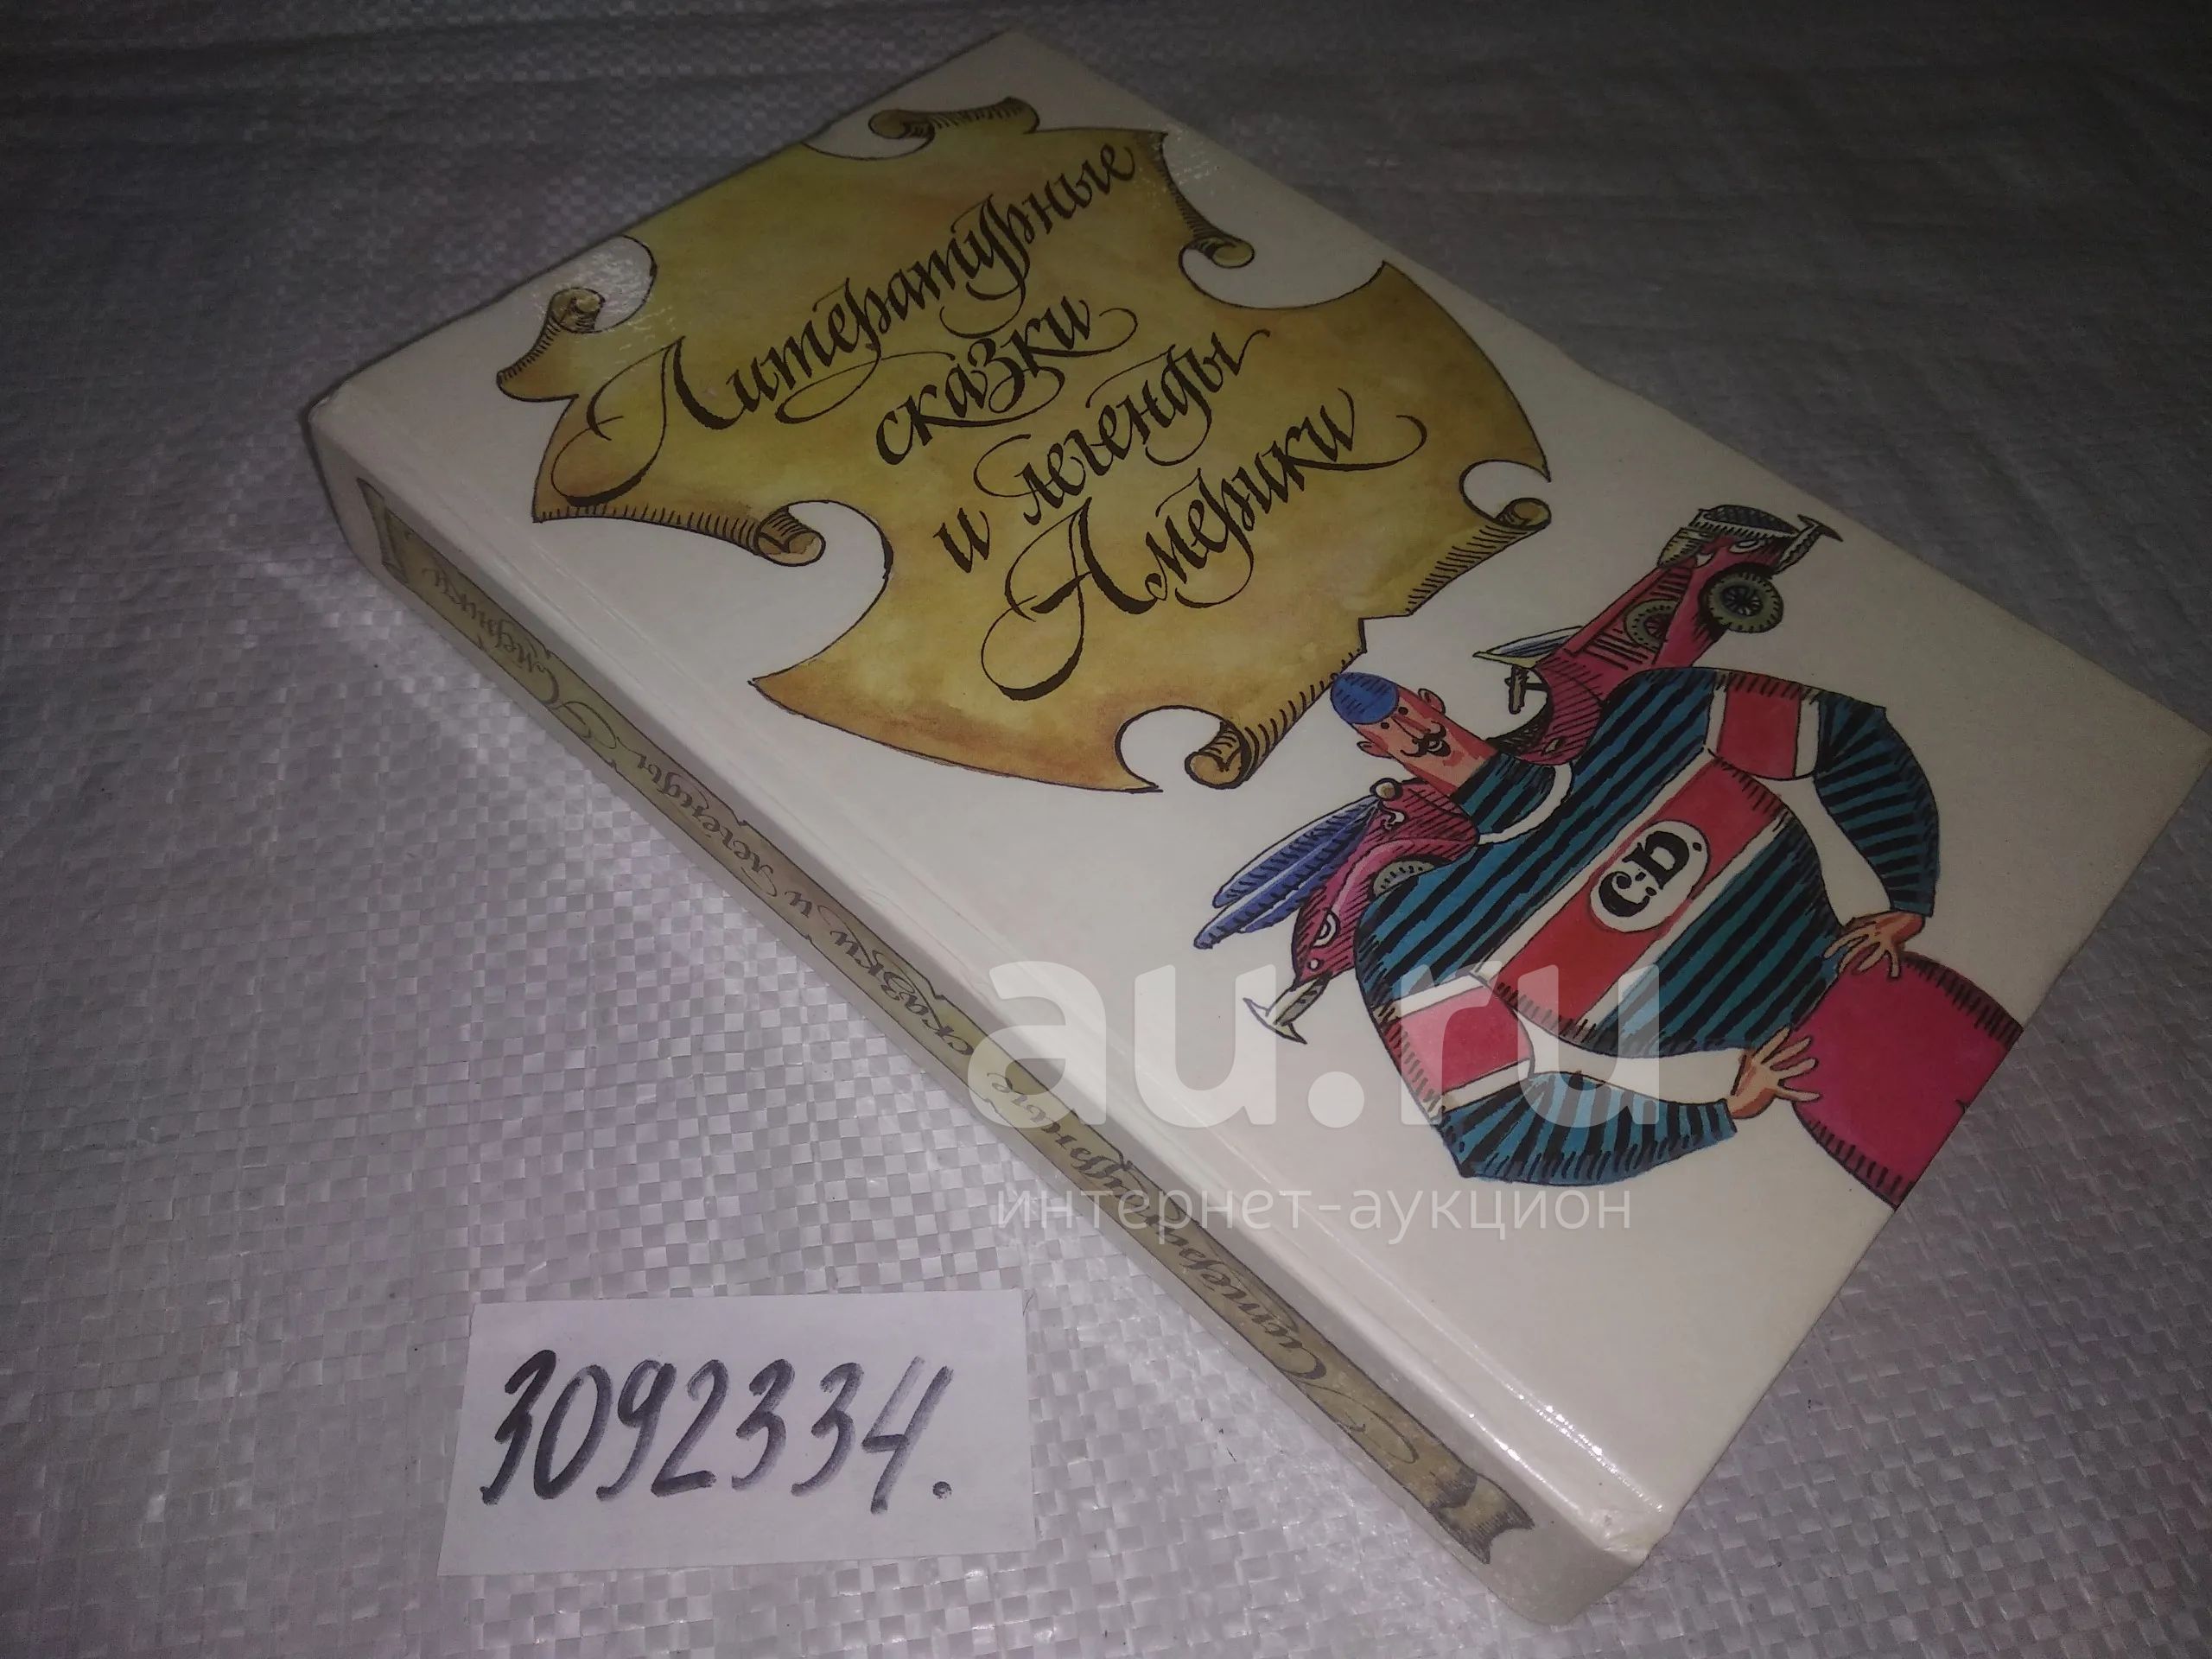 Литературные
сказки
и легенды
Америки
С.D.
Литературные сказки и легенды Америки
au.ru
интернет-аукцион
3092334.